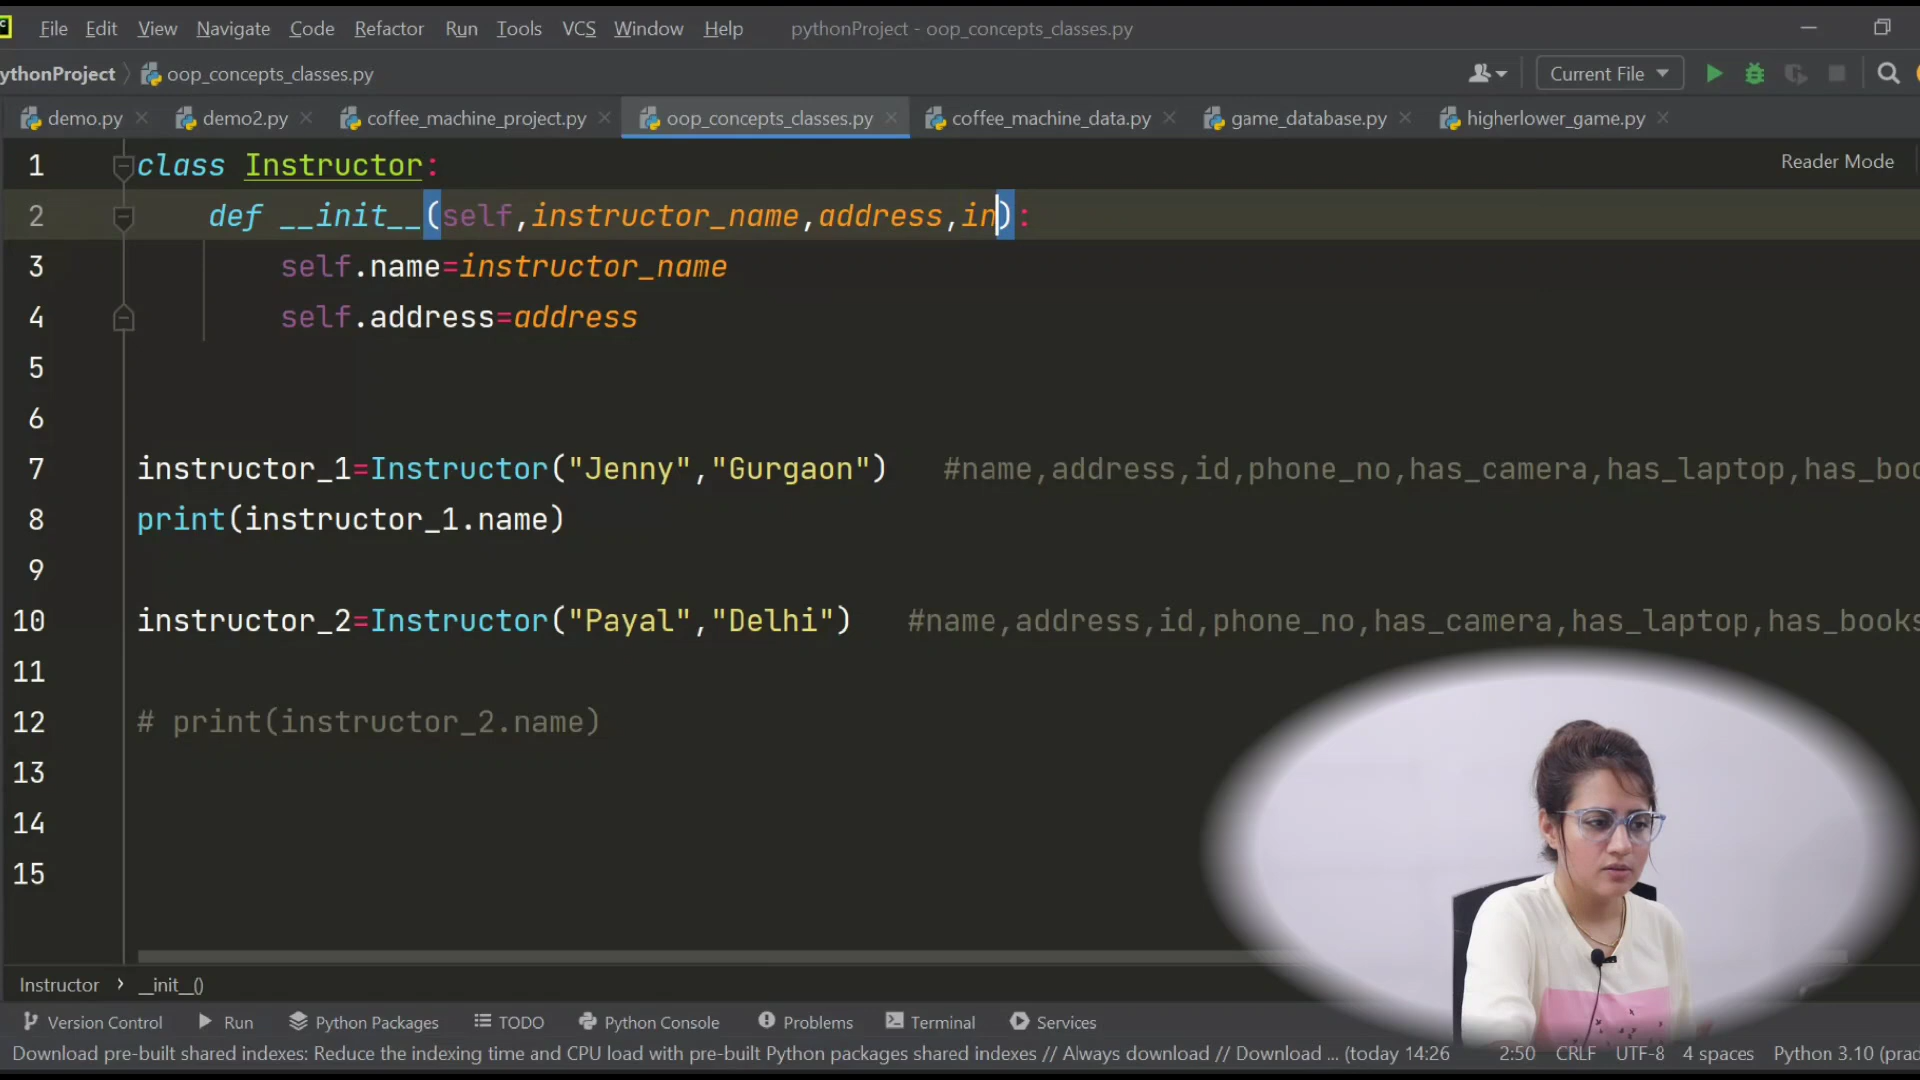 File Edit View Navigate Code Refactor Run Tools VCS Window Help pythonProject - oop_concepts_classes.py
ythonProject oop_concepts_classes.py Current File
demo.py demo2.py coffee_machine_project.py oop_concepts_classes.py coffee_machine_data.py game_database.py higherlower_game.py
Reader Mode
1 class Instructor:
2 def __init__(self,instructor_name,address,in):
3 self.name=instructor_name
4 self.address=address
5
6
7 instructor_1=Instructor("Jenny","Gurgaon") #name,address,id,phone_no,has_camera,has_laptop,has_boo
8 print(instructor_1.name)
9
10 instructor_2=Instructor("Payal","Delhi") #name,address,id,phone_no,has_camera,has_laptop,has_books
11
12 # print(instructor_2.name)
13
14
15
Instructor › __init__()
Version Control Run Python Packages TODO Python Console Problems Terminal Services
Download pre-built shared indexes: Reduce the indexing time and CPU load with pre-built Python packages shared indexes // Always download // Download ... (today 14:26 2:50 CRLF UTF-8 4 spaces Python 3.10 (prac